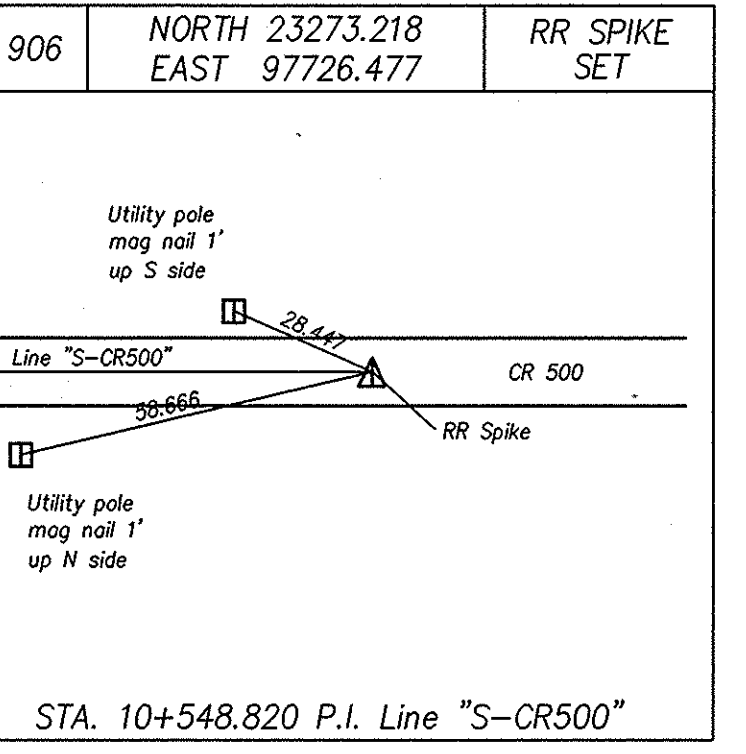 906
NORTH 23273.218
EAST 97726.477
RR SPIKE
SET
Utility pole
mag nail 1'
up S side
28.447
Line "S-CR500"
CR 500
58.666
RR Spike
Utility pole
mag nail 1'
up N side
STA. 10+548.820 P.I. Line "S-CR500"